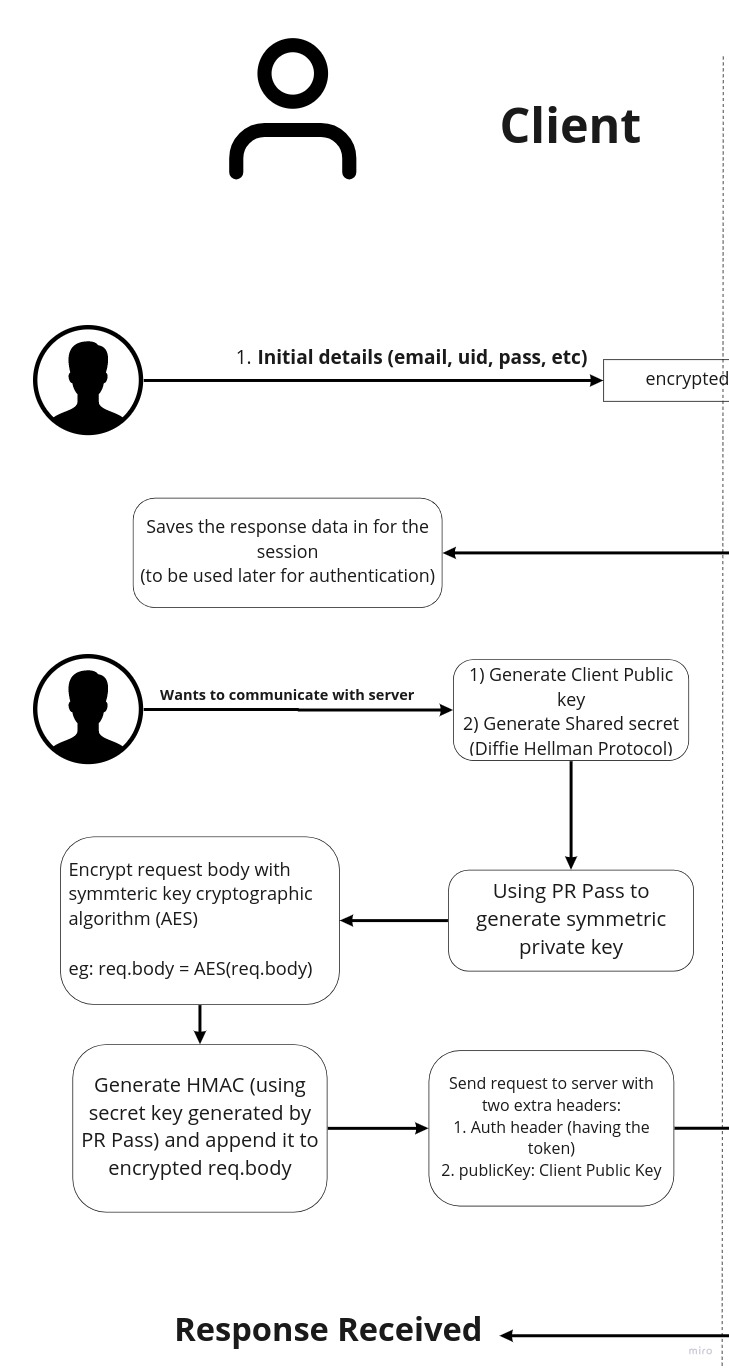 Client
1. Initial details (email, uid, pass, etc)
encrypted
Saves the response data in for the
session
(to be used later for authentication)
Wants to communicate with server
1) Generate Client Public
key
2) Generate Shared secret
(Diffie Hellman Protocol)
Using PR Pass to
generate symmetric
private key
Encrypt request body with
symmteric key cryptographic
algorithm (AES)
eg: req.body = AES(req.body)
Generate HMAC (using
secret key generated by
PR Pass) and append it to
encrypted req.body
Send request to server with
two extra headers:
1. Auth header (having the
token)
2. publicKey: Client Public Key
Response Received
miro